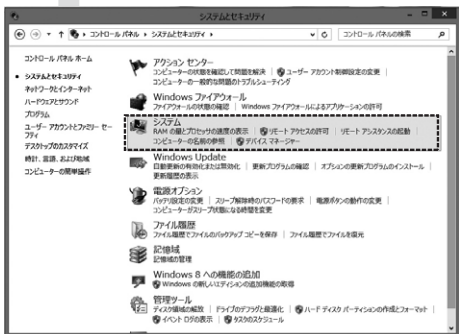 システムとセキュリティ
コントロール パネル ▸ システムとセキュリティ ▸
コントロール パネルの検索
コントロール パネル ホーム
システムとセキュリティ
ネットワークとインターネット
ハードウェアとサウンド
プログラム
ユーザー アカウントとファミリー セー
フティ
デスクトップのカスタマイズ
時計、言語、および地域
コンピューターの簡単操作
アクション センター
コンピューターの状態を確認して問題を解決 | ユーザー アカウント制御設定の変更 |
コンピューターの一般的な問題のトラブルシューティング
Windows ファイアウォール
ファイアウォールの状態の確認 | Windows ファイアウォールによるアプリケーションの許可
システム
RAM の量とプロセッサの速度の表示 | リモート アクセスの許可 | リモート アシスタンスの起動 |
コンピューターの名前の参照 | デバイス マネージャー
Windows Update
自動更新の有効化または無効化 | 更新プログラムの確認 | オプションの更新プログラムのインストール |
更新履歴の表示
電源オプション
バッテリ設定の変更 | スリープ解除時のパスワードの要求 | 電源ボタンの動作の変更 |
コンピューターがスリープ状態になる時間を変更
ファイル履歴
ファイル履歴でファイルのバックアップ コピーを保存 | ファイル履歴でファイルを復元
記憶域
記憶域の管理
Windows 8 への機能の追加
Windows の新しいエディションの追加機能の取得
管理ツール
ディスク領域の解放 | ドライブのデフラグと最適化 | ハード ディスク パーティションの作成とフォーマット |
イベント ログの表示 | タスクのスケジュール